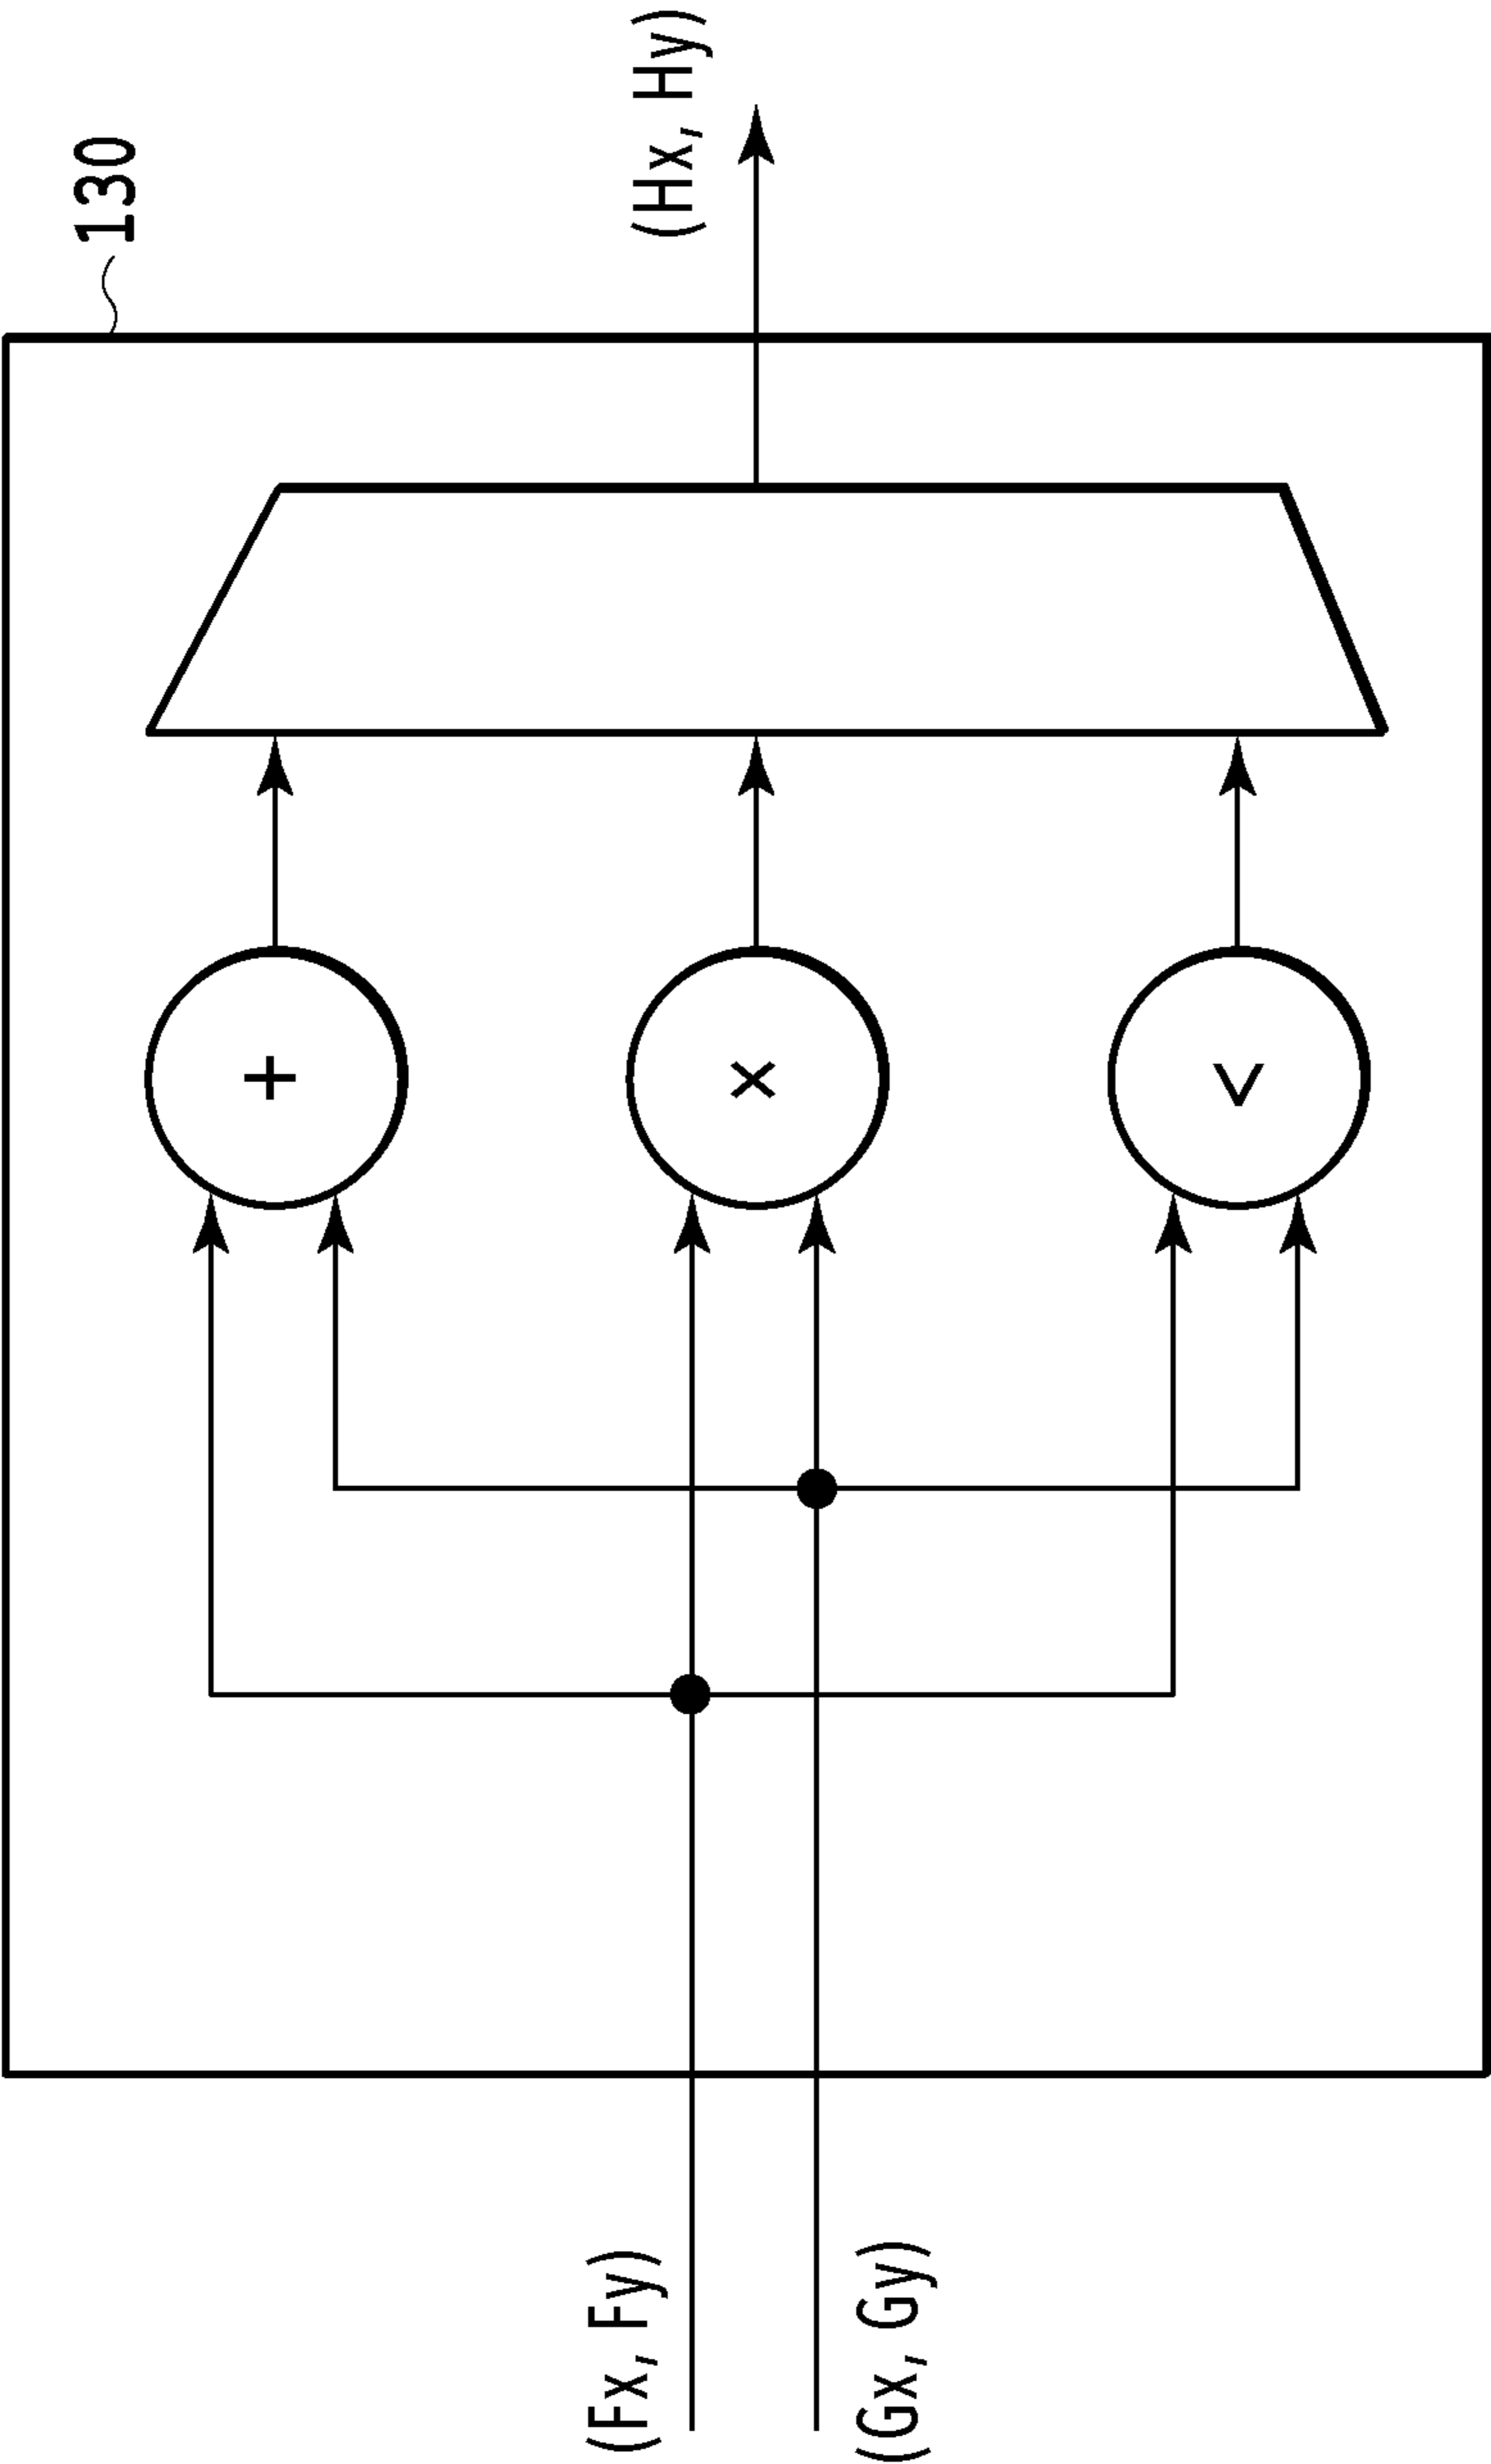 130
+
(Fx, Fy)
(Hx, Hy)
×
(Gx, Gy)
<